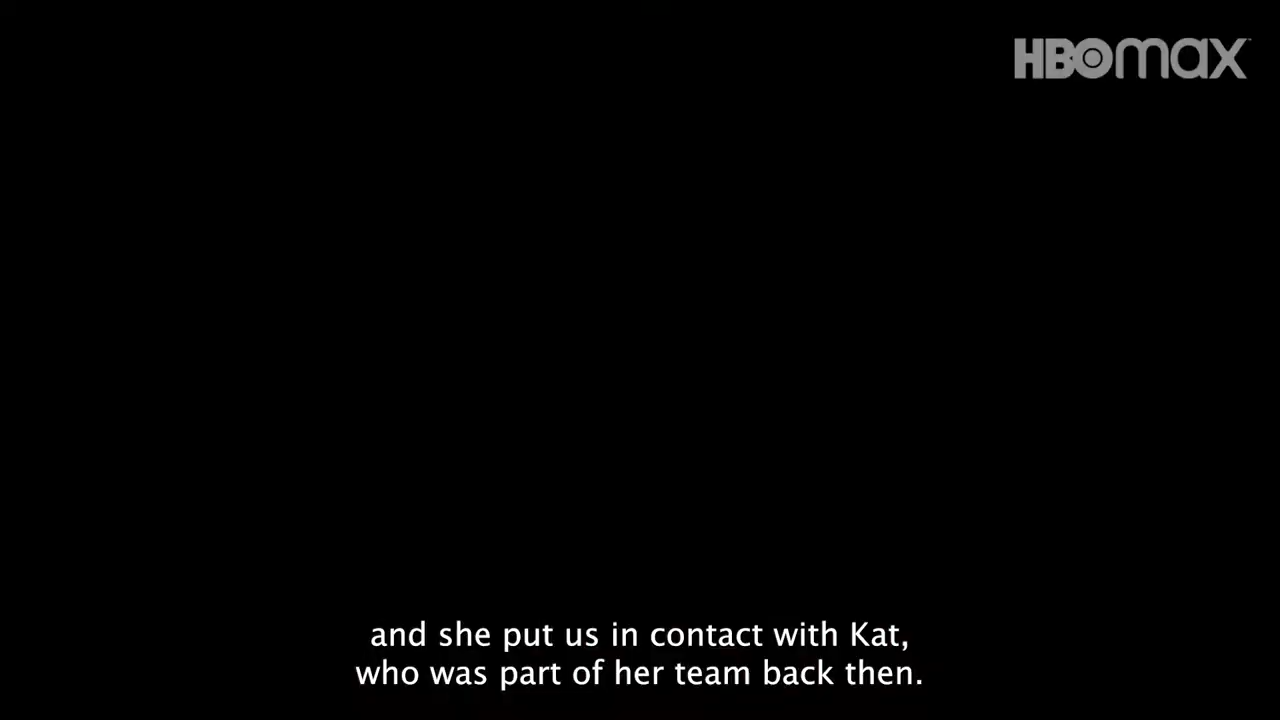 HBOmax
and she put us in contact with Kat,
who was part of her team back then.